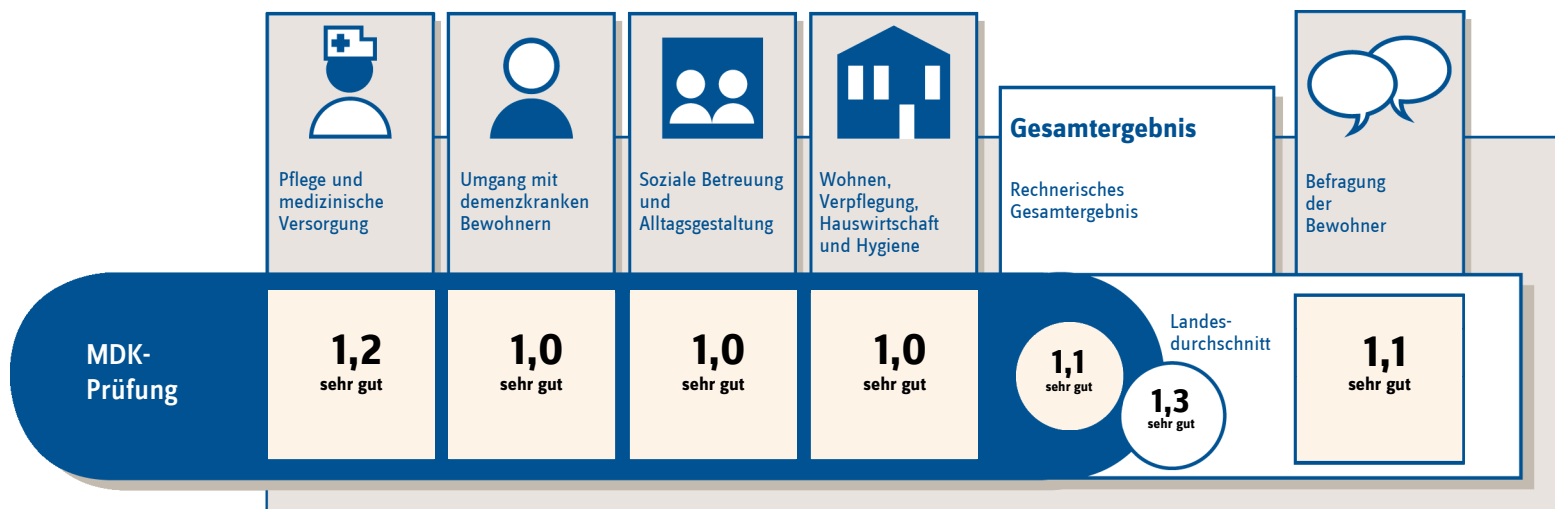 Pflege und
medizinische
Versorgung
Umgang mit
demenzkranken
Bewohnern
Soziale Betreuung
und
Alltagsgestaltung
Wohnen,
Verpflegung,
Hauswirtschaft
und Hygiene
Gesamtergebnis
Rechnerisches
Gesamtergebnis
Befragung
der
Bewohner
MDK-
Prüfung
1,2
sehr gut
1,0
sehr gut
1,0
sehr gut
1,0
sehr gut
1,1
sehr gut
Landes-
durchschnitt
1,3
sehr gut
1,1
sehr gut